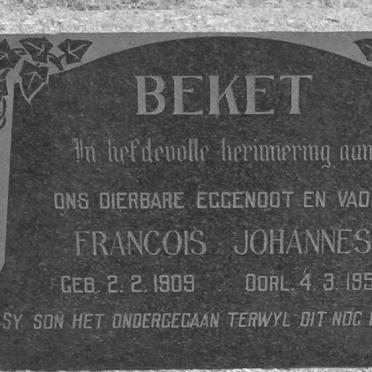 BEKET
In liefdevolle herinnering aan
ONS DIERBARE EGGENOOT EN VAD
FRANCOIS JOHANNES
GEB. 2. 2. 1909 OORL. 4. 3. 195
SY SON HET ONDERGEGAAN TERWYL DIT NOG